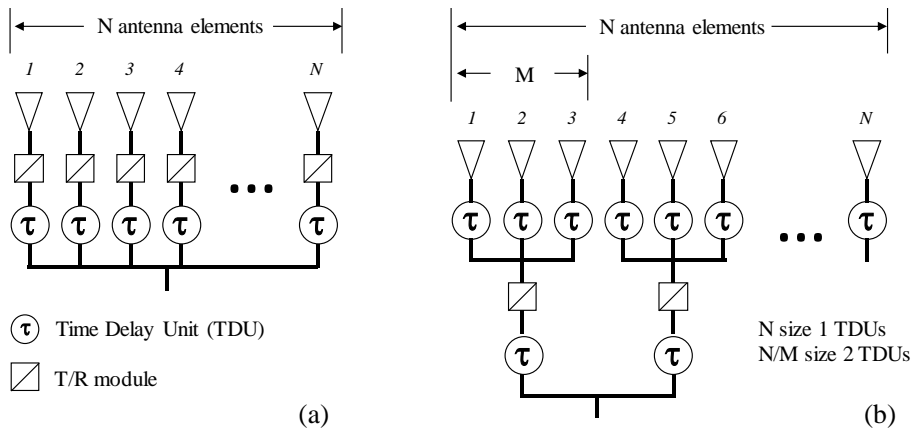 N antenna elements
1 2 3 4 N
τ τ τ τ τ
τ Time Delay Unit (TDU)
T/R module
(a)
N antenna elements
M
1 2 3 4 5 6 N
τ τ τ τ τ τ τ
τ τ
N size 1 TDUs
N/M size 2 TDUs
(b)